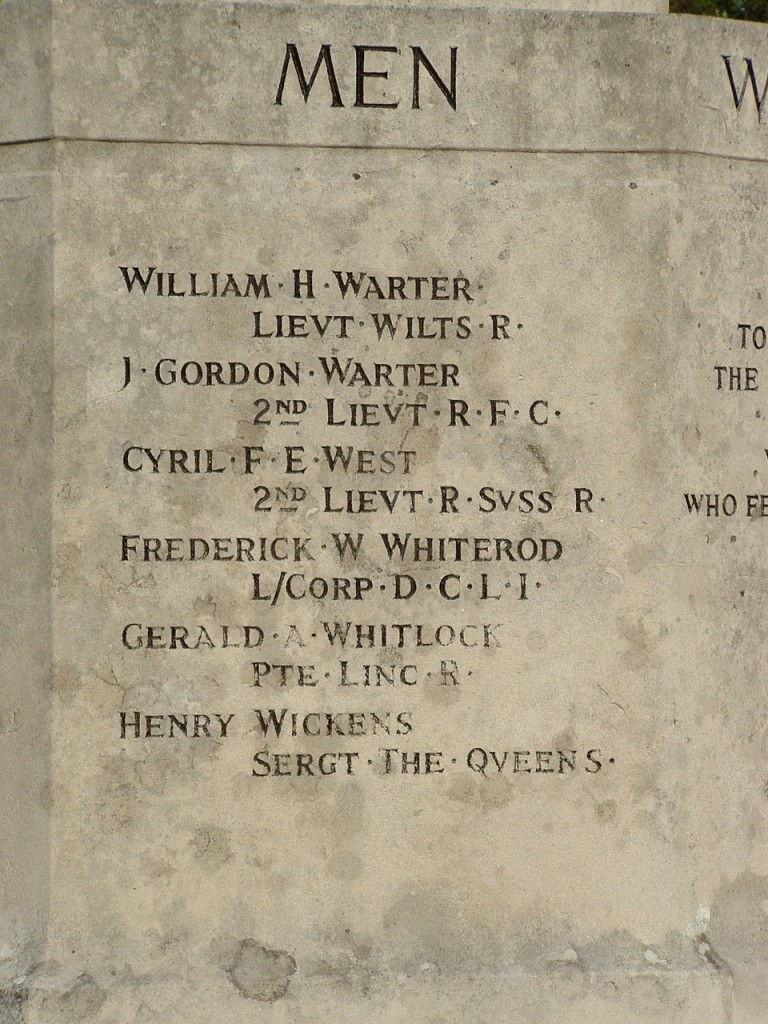 MEN
W
WILLIAM·H·WARTER·
LIEVT·WILTS·R·
J·GORDON·WARTER
2ND LIEVT·R·F·C·
CYRIL·F·E·WEST
2ND LIEVT·R·SVSS R·
FREDERICK·W WHITEROD
L/CORP·D·C·L·I·
GERALD·A·WHITLOCK
PTE·LINC·R·
HENRY WICKENS
SERGT·THE·QVEENS·
TO
THE
WHO FE